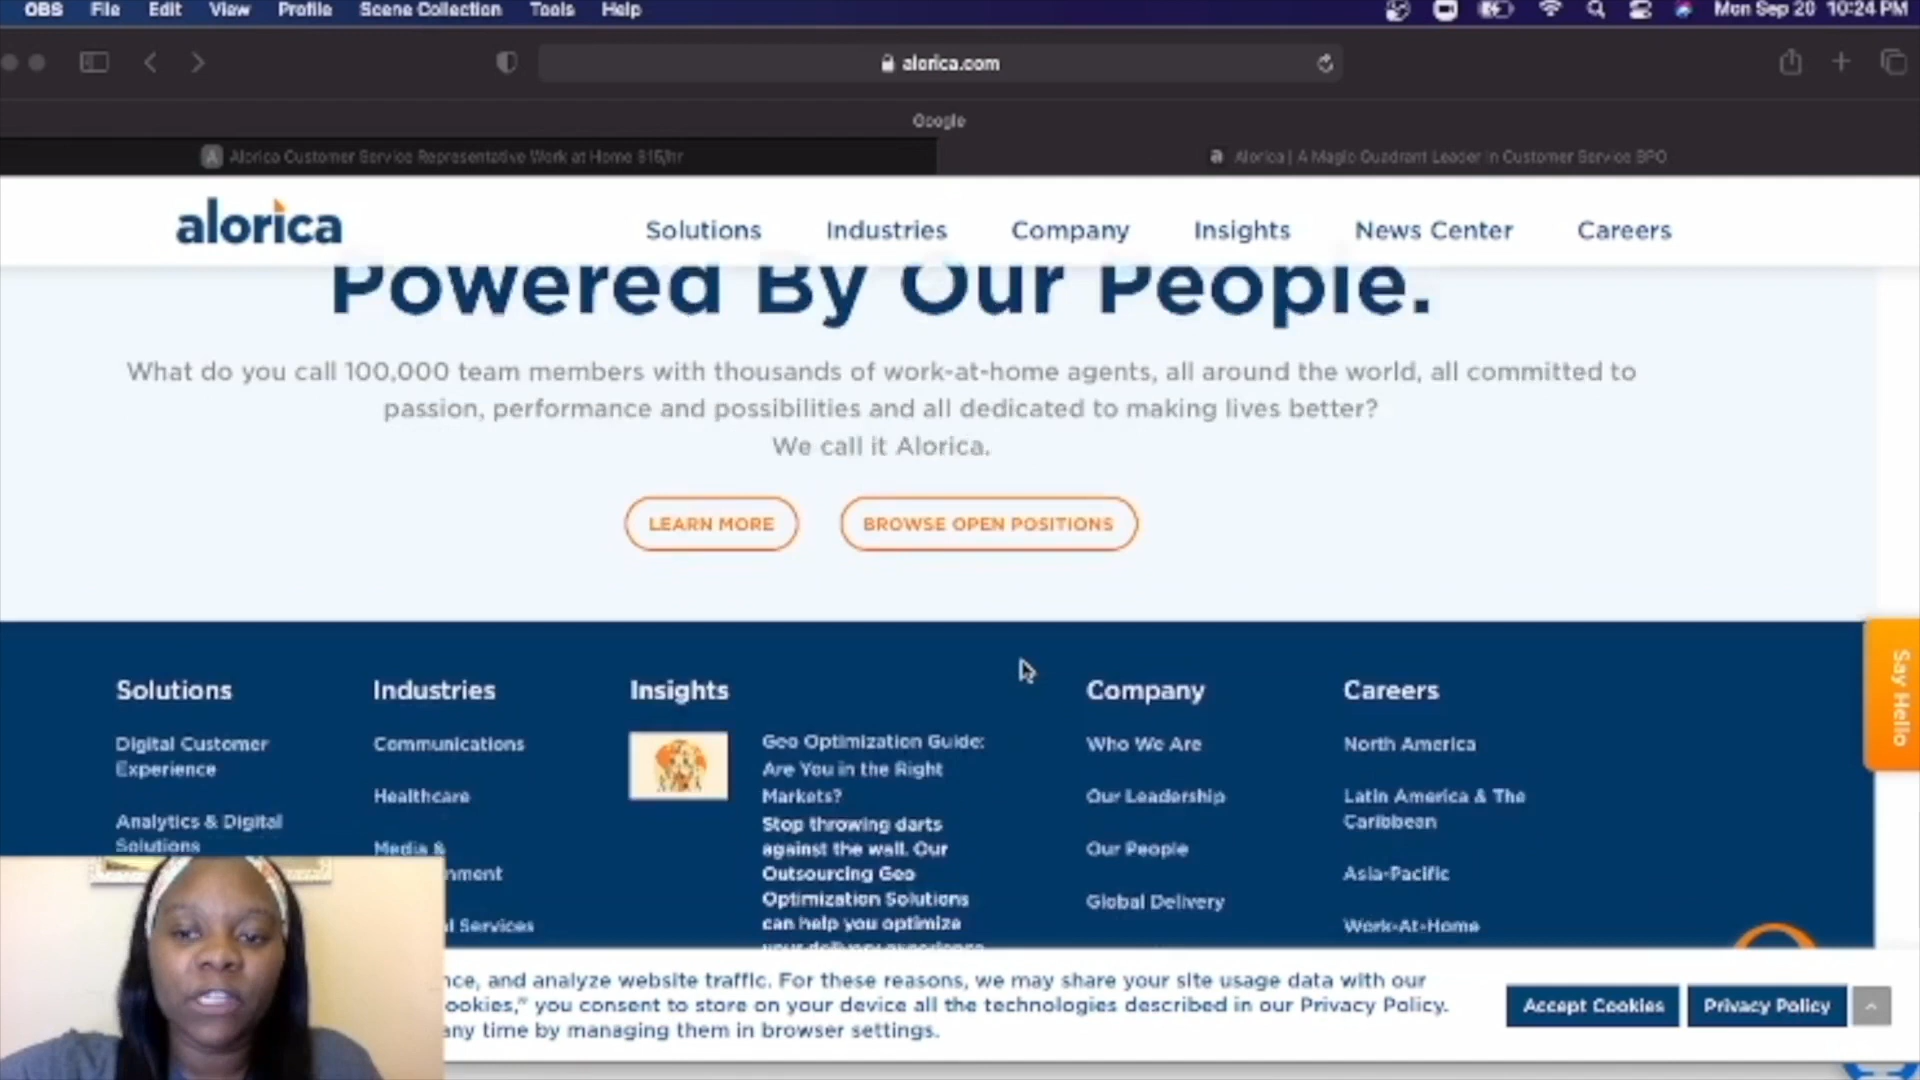 OBS File Edit View Profile Scene Collection Tools Help Mon Sep 20 10:24 PM
alorica.com
Google
Alorica Customer Service Representative Work at Home $15/hr
Alorica | A Magic Quadrant Leader in Customer Service BPO
alorica
Solutions Industries Company Insights News Center Careers
Powered By Our People.
What do you call 100,000 team members with thousands of work-at-home agents, all around the world, all committed to
passion, performance and possibilities and all dedicated to making lives better?
We call it Alorica.
LEARN MORE BROWSE OPEN POSITIONS
Say Hello
Solutions
Digital Customer
Experience
Analytics & Digital
Solutions
Industries
Communications
Healthcare
Media &
nment
l Services
Insights
Geo Optimization Guide:
Are You in the Right
Markets?
Stop throwing darts
against the wall. Our
Outsourcing Geo
Optimization Solutions
can help you optimize
your delivery experience
Company
Who We Are
Our Leadership
Our People
Global Delivery
Careers
North America
Latin America & The
Caribbean
Asia-Pacific
Work-At-Home
nce, and analyze website traffic. For these reasons, we may share your site usage data with our
ookies," you consent to store on your device all the technologies described in our Privacy Policy.
any time by managing them in browser settings.
Accept Cookies Privacy Policy